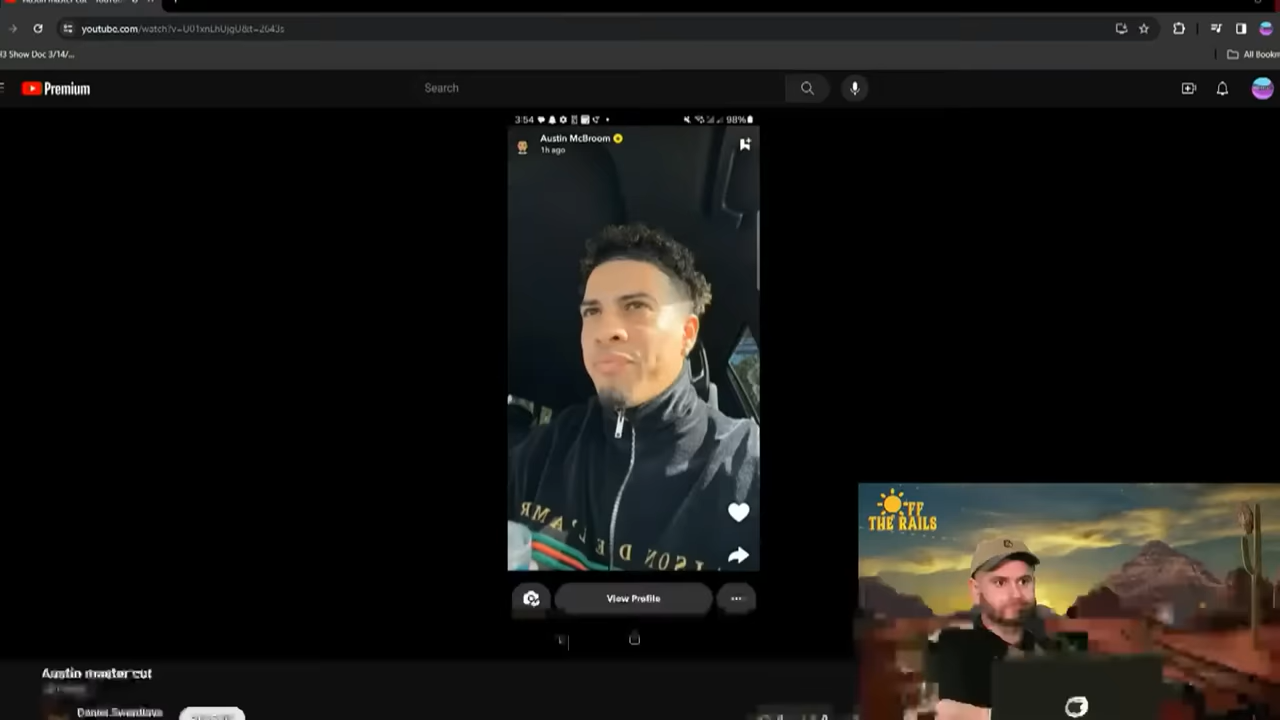 youtube.com/watch?v=U01xnLhUjgU&t=2643s
Show Doc 3/14/...
All Bookm
Premium
Search
3:54
98%
Austin McBroom
1h ago
View Profile
FF
THE RAILS
Austin master cut